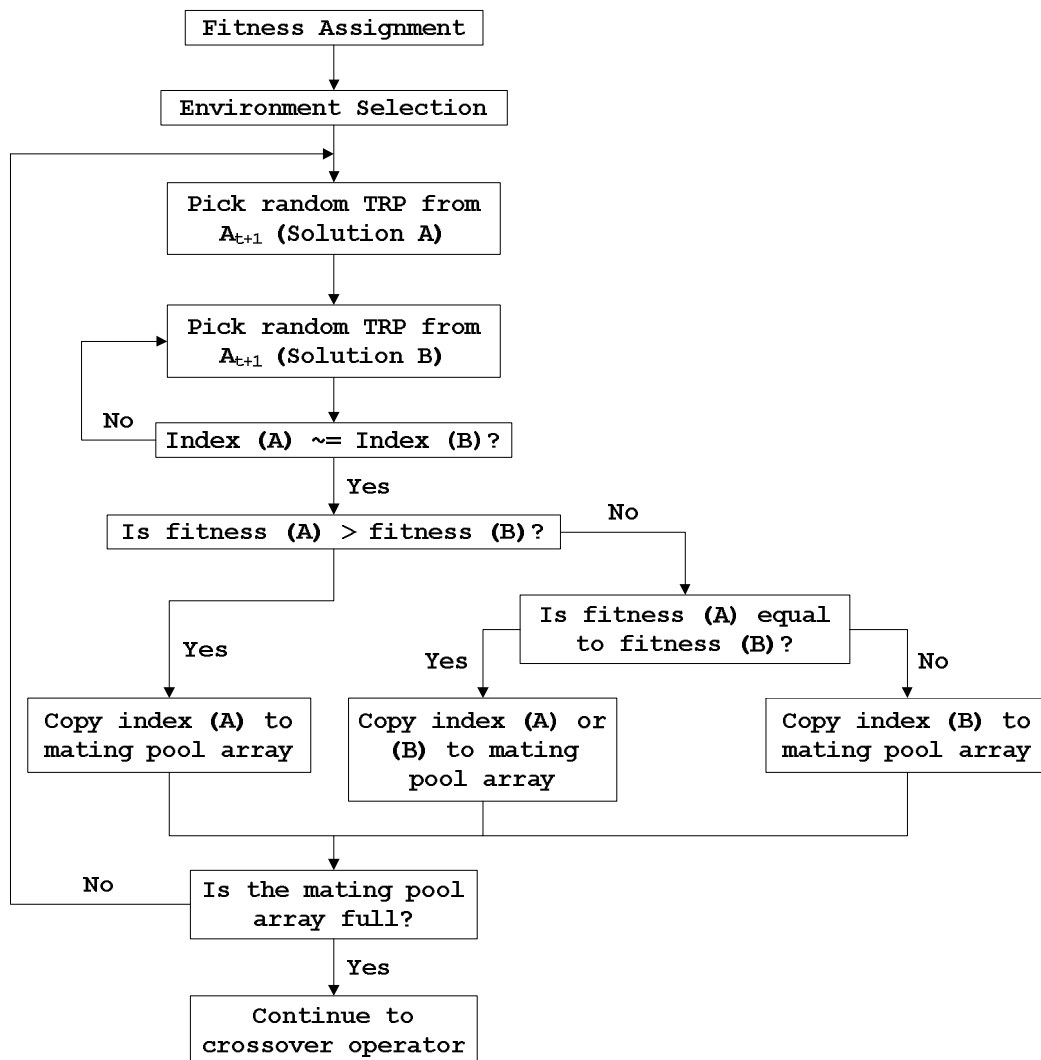 Fitness Assignment
Environment Selection
Pick random TRP from
At+1 (Solution A)
Pick random TRP from
At+1 (Solution B)
No
Index (A) ~= Index (B)?
Yes
Is fitness (A) > fitness (B)?
No
Is fitness (A) equal
to fitness (B)?
Yes
Yes
No
Copy index (A) to
mating pool array
Copy index (A) or
(B) to mating
pool array
Copy index (B) to
mating pool array
No
Is the mating pool
array full?
Yes
Continue to
crossover operator